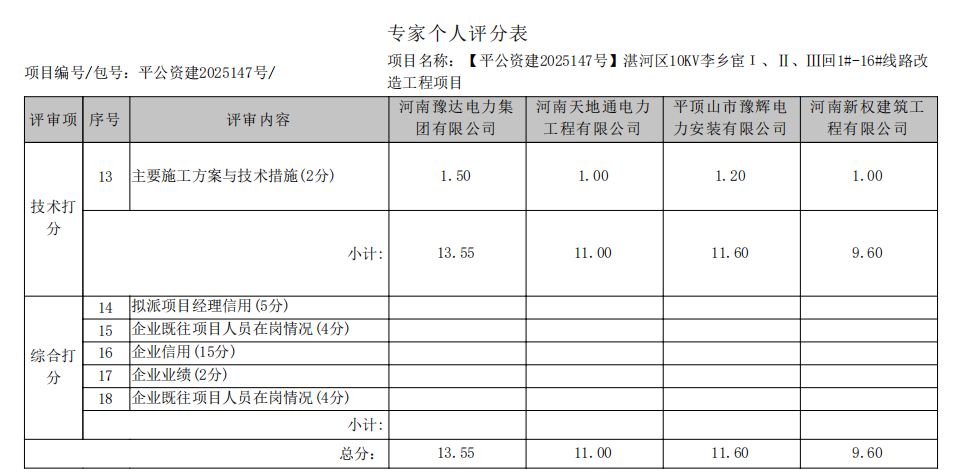 专家个人评分表
项目编号/包号：平公资建2025147号/
项目名称：【平公资建2025147号】湛河区10KV李乡宦Ⅰ、Ⅱ、Ⅲ回1#-16#线路改
造工程项目
评审项 序号 评审内容 河南豫达电力集 河南天地通电力 平顶山市豫辉电 河南新权建筑工
团有限公司 工程有限公司 力安装有限公司 程有限公司
13 主要施工方案与技术措施(2分) 1.50 1.00 1.20 1.00
技术打
分
小计: 13.55 11.00 11.60 9.60
14 拟派项目经理信用(5分)
15 企业既往项目人员在岗情况(4分)
综合打
分
16 企业信用(15分)
17 企业业绩(2分)
18 企业既往项目人员在岗情况(4分)
小计:
总分: 13.55 11.00 11.60 9.60